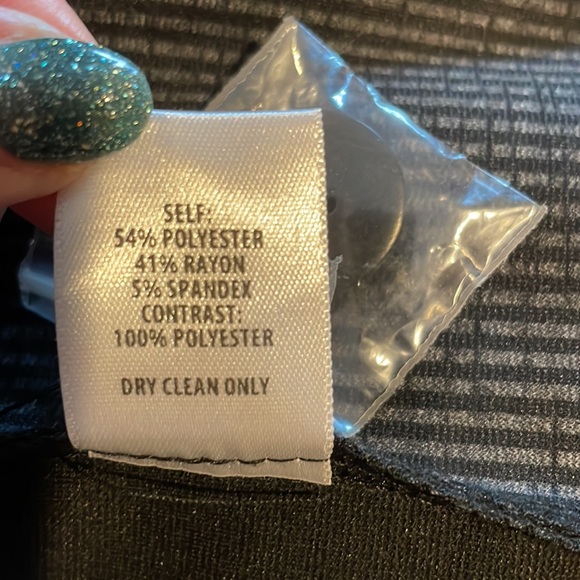 SELF:
54% POLYESTER
41% RAYON
5% SPANDEX
CONTRAST:
100% POLYESTER
DRY CLEAN ONLY